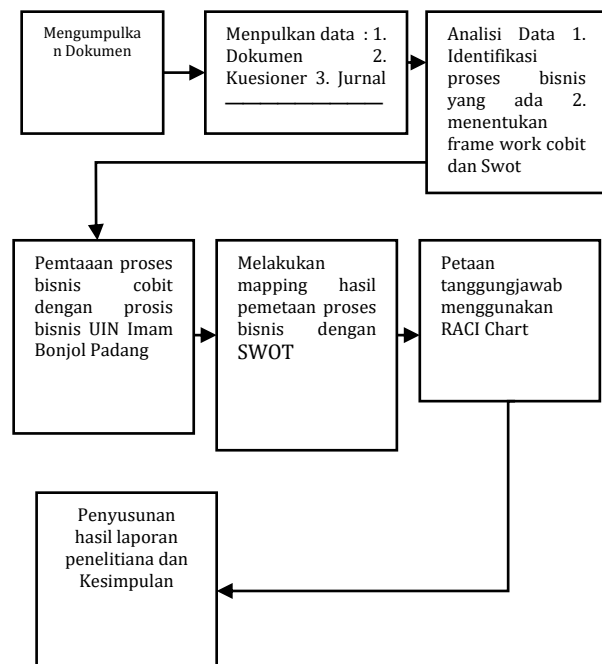 Mengumpulka
n Dokumen
Menpulkan data : 1.
Dokumen 2.
Kuesioner 3. Jurnal
Analisi Data 1.
Identifikasi
proses bisnis
yang ada 2.
menentukan
frame work cobit
dan Swot
Pemtaaan proses
bisnis cobit
dengan prosis
bisnis UIN Imam
Bonjol Padang
Melakukan
mapping hasil
pemetaan proses
bisnis dengan
SWOT
Petaan
tanggungjawab
menggunakan
RACI Chart
Penyusunan
hasil laporan
penelitiana dan
Kesimpulan